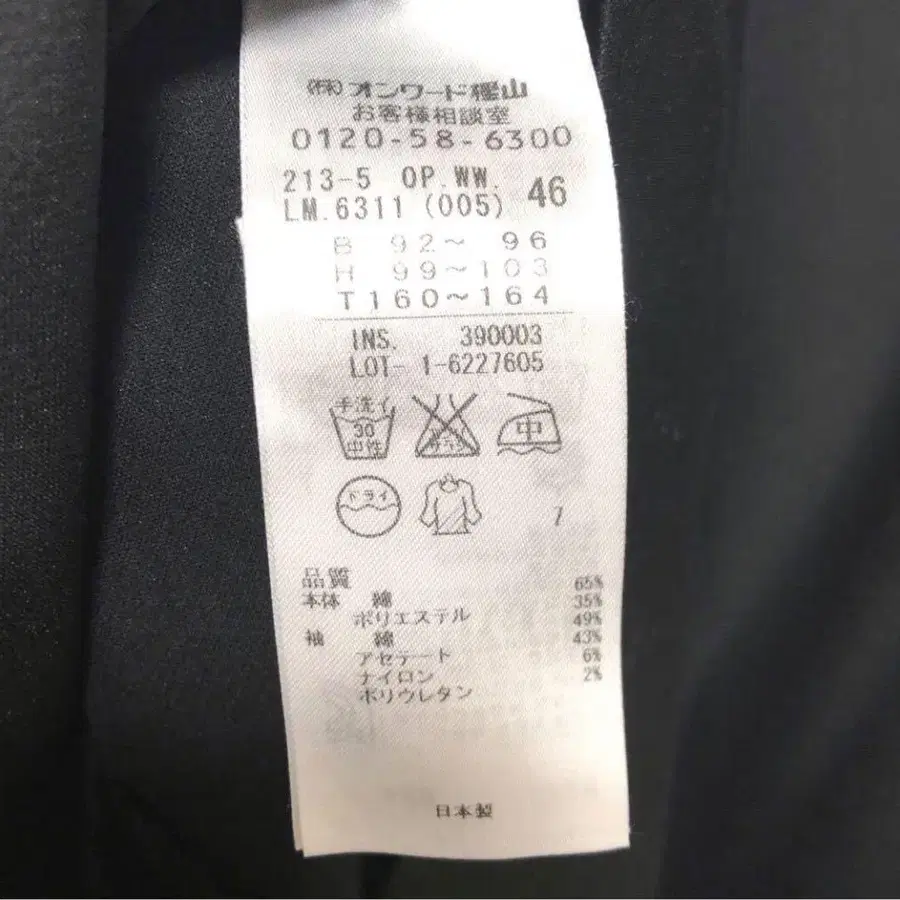 ㈱オンワード樫山
お客様相談室
0120-58-6300
213-5 OP.WW. 46
LM.6311 (005)
B 92〜 96
H 99〜103
T160〜164
INS. 390003
LOT- 1-6227605
手洗イ
30
中性
中
ドライ
7
品質
本体 綿 65%
ポリエステル 35%
袖 綿 49%
アセテート 43%
ナイロン 6%
ポリウレタン 2%
日本製